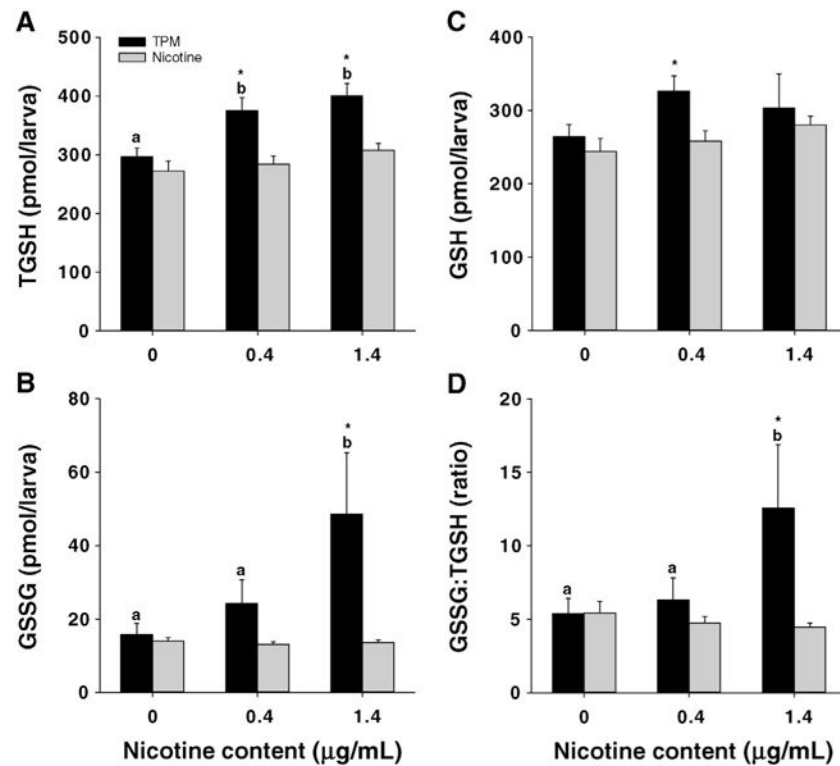 A
TGSH (pmol/larva)
500
400
300
200
100
0
TPM
Nicotine
a
*
b
*
b
0
0.4
1.4
C
GSH (pmol/larva)
400
300
200
100
0
*
0
0.4
1.4
B
GSSG (pmol/larva)
80
60
40
20
0
a
a
*
b
0
0.4
1.4
Nicotine content (μg/mL)
D
GSSG:TGSH (ratio)
20
15
10
5
0
a
a
*
b
0
0.4
1.4
Nicotine content (μg/mL)